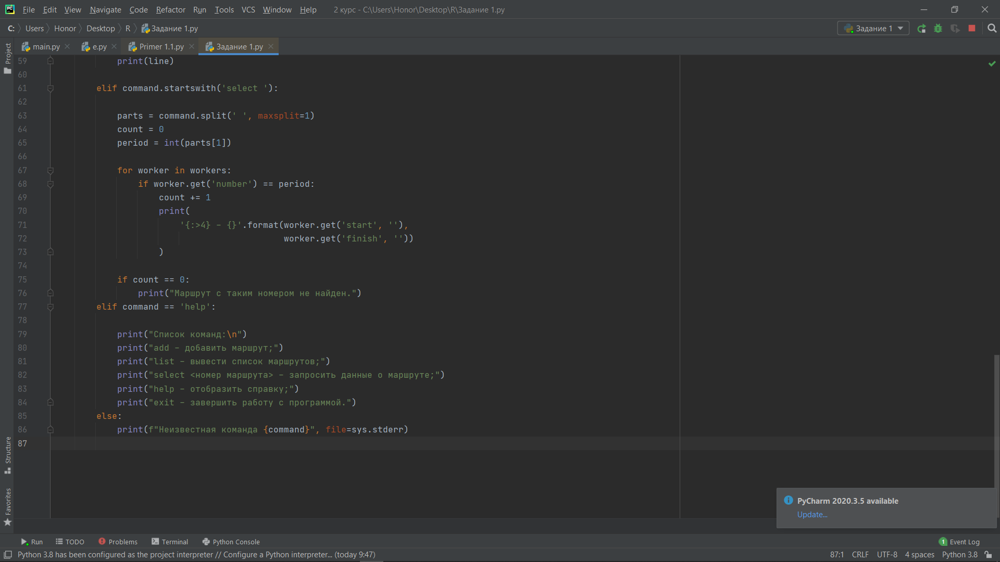 File Edit View Navigate Code Refactor Run Tools VCS Window Help 2 курс - C:\Users\Honor\Desktop\R\Задание 1.py
C: Users Honor Desktop R Задание 1.py Задание 1
main.py e.py Primer 1.1.py Задание 1.py
Project
59 print(line)
60
61 elif command.startswith('select '):
62
63 parts = command.split(' ', maxsplit=1)
64 count = 0
65 period = int(parts[1])
66
67 for worker in workers:
68 if worker.get('number') == period:
69 count += 1
70 print(
71 '{:>4} - {}'.format(worker.get('start', ''),
72 worker.get('finish', ''))
73 )
74
75 if count == 0:
76 print("Маршрут с таким номером не найден.")
77 elif command == 'help':
78
79 print("Список команд:\n")
80 print("add - добавить маршрут;")
81 print("list - вывести список маршрутов;")
82 print("select <номер маршрута> - запросить данные о маршруте;")
83 print("help - отобразить справку;")
84 print("exit - завершить работу с программой.")
85 else:
86 print(f"Неизвестная команда {command}", file=sys.stderr)
87
Structure
Favorites
PyCharm 2020.3.5 available
Update...
Run TODO Problems Terminal Python Console 1 Event Log
Python 3.8 has been configured as the project interpreter // Configure a Python interpreter... (today 9:47) 87:1 CRLF UTF-8 4 spaces Python 3.8